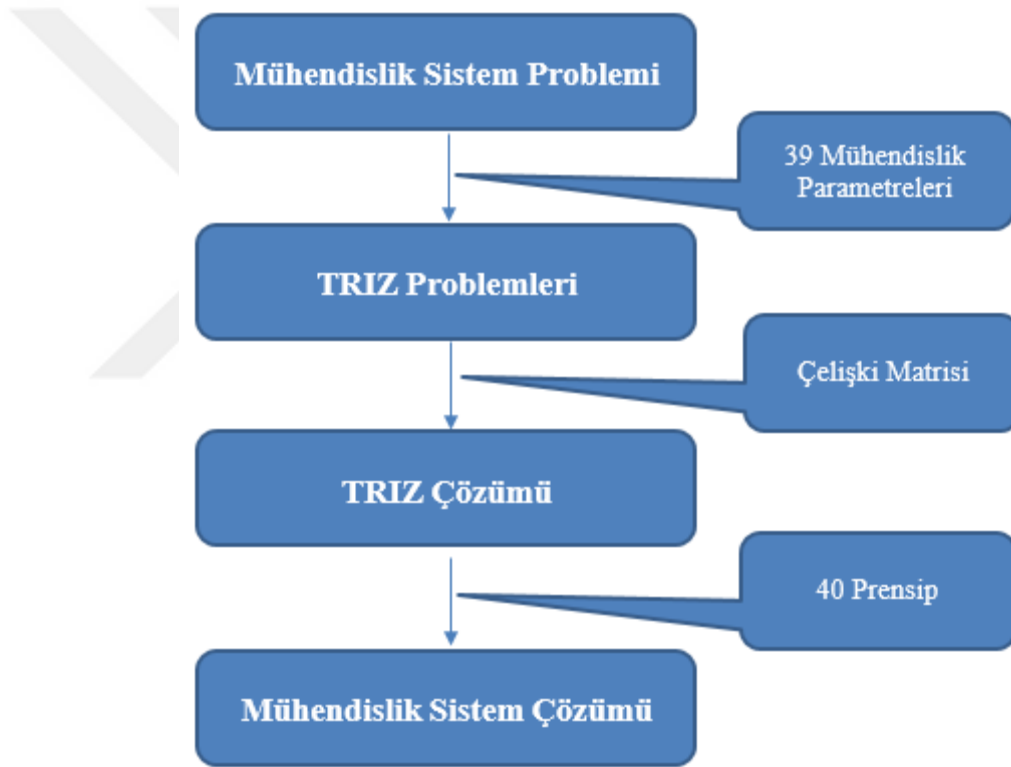 Mühendislik Sistem Problemi
39 Mühendislik
Parametreleri
TRIZ Problemleri
Çelişki Matrisi
TRIZ Çözümü
40 Prensip
Mühendislik Sistem Çözümü